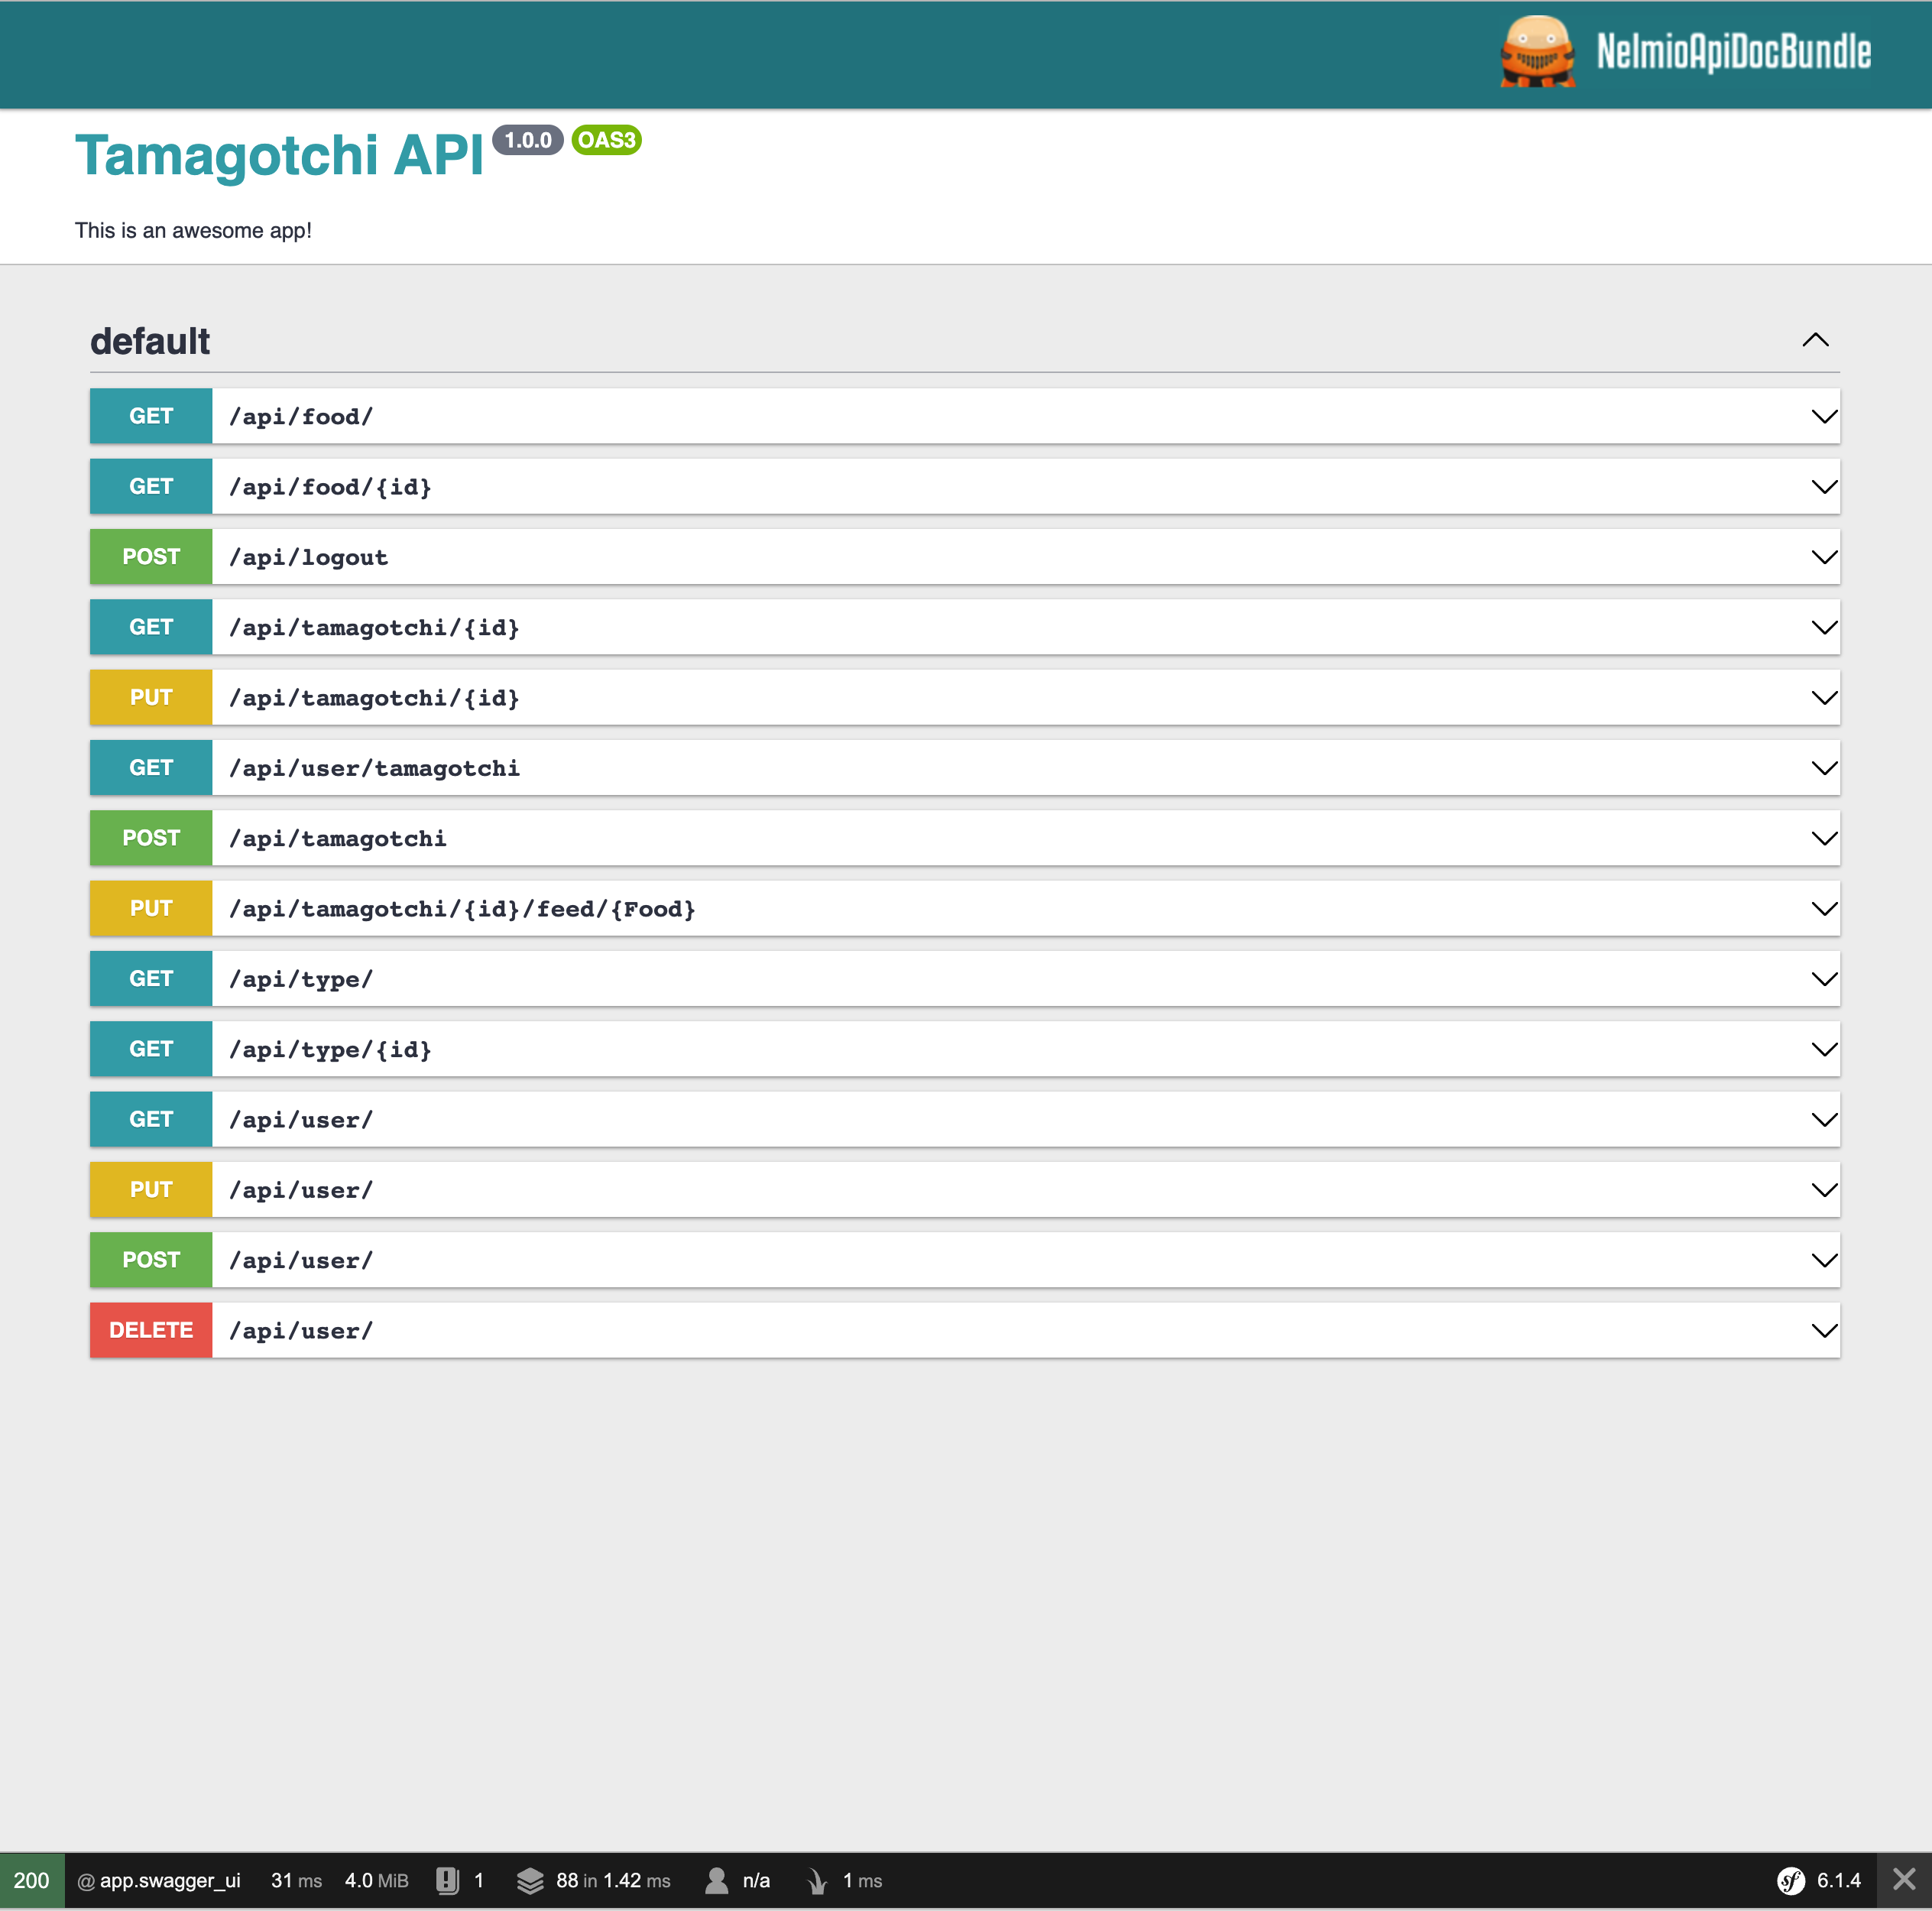 NelmioApiDocBundle
Tamagotchi API 1.0.0 OAS3
This is an awesome app!
default
GET /api/food/
GET /api/food/{id}
POST /api/logout
GET /api/tamagotchi/{id}
PUT /api/tamagotchi/{id}
GET /api/user/tamagotchi
POST /api/tamagotchi
PUT /api/tamagotchi/{id}/feed/{Food}
GET /api/type/
GET /api/type/{id}
GET /api/user/
PUT /api/user/
POST /api/user/
DELETE /api/user/
200 @ app.swagger_ui 31 ms 4.0 MiB 1 88 in 1.42 ms n/a 1 ms sf 6.1.4